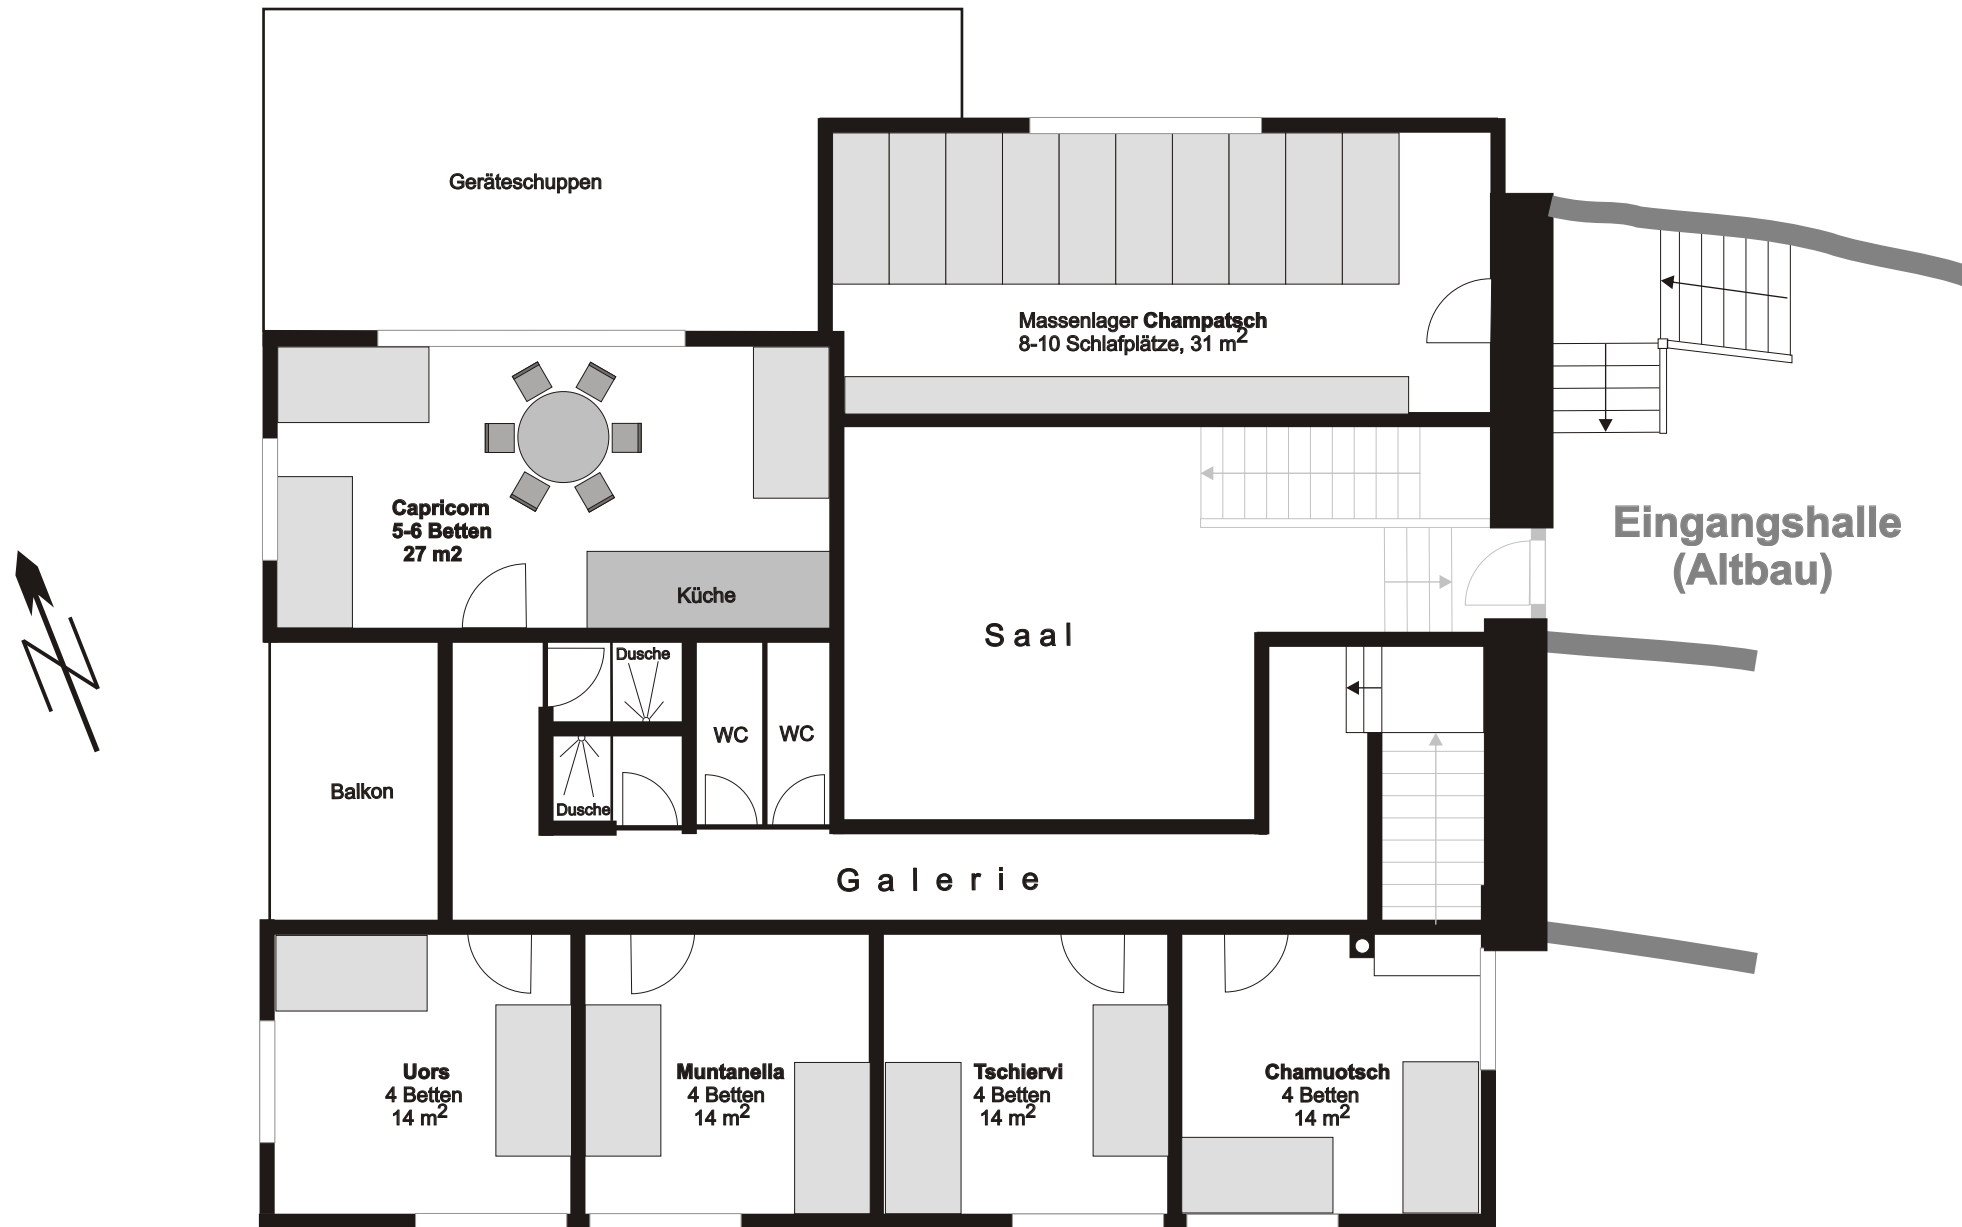 Geräteschuppen
Massenlager Champatsch
8-10 Schlafplätze, 31 m²
Capricorn
5-6 Betten
27 m2
Küche
Eingangshalle
(Altbau)
Saal
Dusche
WC
WC
Balkon
Dusche
Galerie
Uors
4 Betten
14 m²
Muntanella
4 Betten
14 m²
Tschiervi
4 Betten
14 m²
Chamuotsch
4 Betten
14 m²